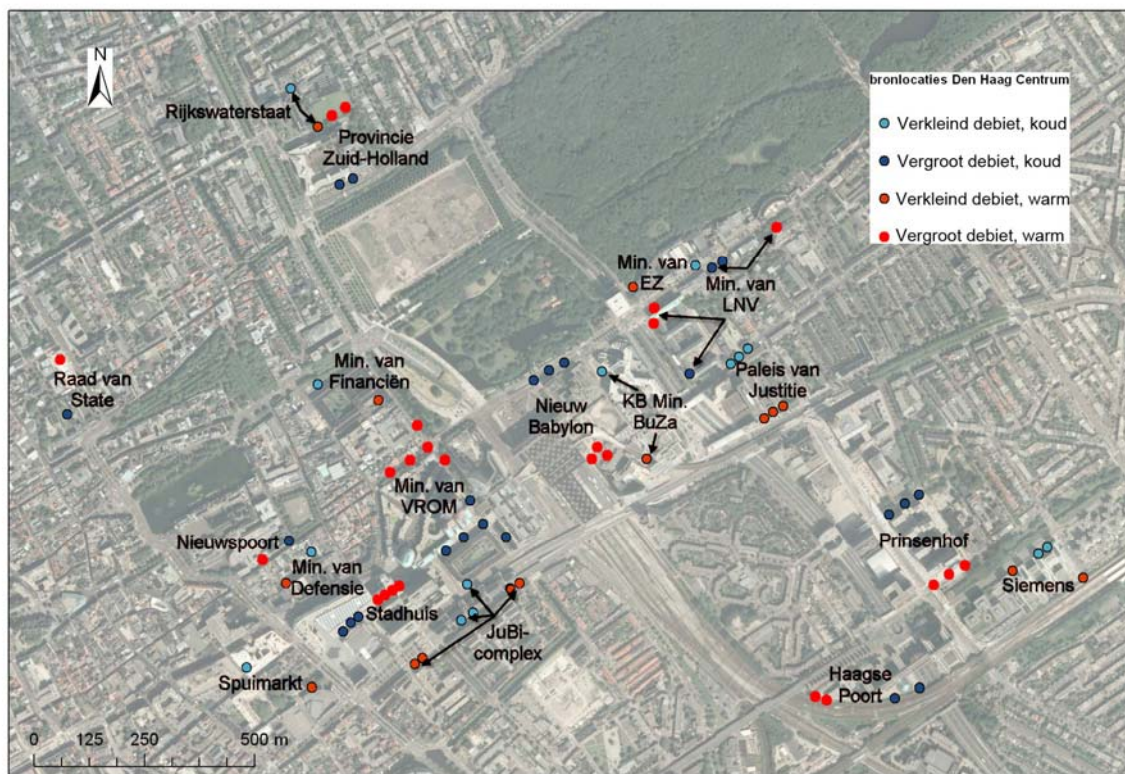 N
bronlocaties Den Haag Centrum
Verkleind debiet, koud
Vergroot debiet, koud
Verkleind debiet, warm
Vergroot debiet, warm
Rijkswaterstaat
Provincie
Zuid-Holland
Min. van
EZ
Min. van
LNV
Raad van
State
Min. van
Financiën
Nieuw
Babylon
KB Min.
BuZa
Paleis van
Justitie
Min. van
VROM
Nieuwspoort
Min. van
Defensie
Stadhuis
Prinsenhof
Siemens
JuBi-
complex
Spuimarkt
Haagse
Poort
0 125 250 500 m